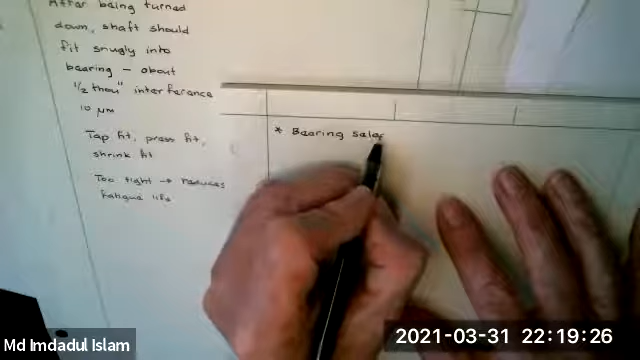 After being turned
down, shaft should
fit snugly into
bearing – about
"½ thou" interference
10 μm
Tap fit, press fit,
shrink fit
Too tight → reduces
fatigue life
* Bearing sele
Md Imdadul Islam
2021-03-31 22:19:26